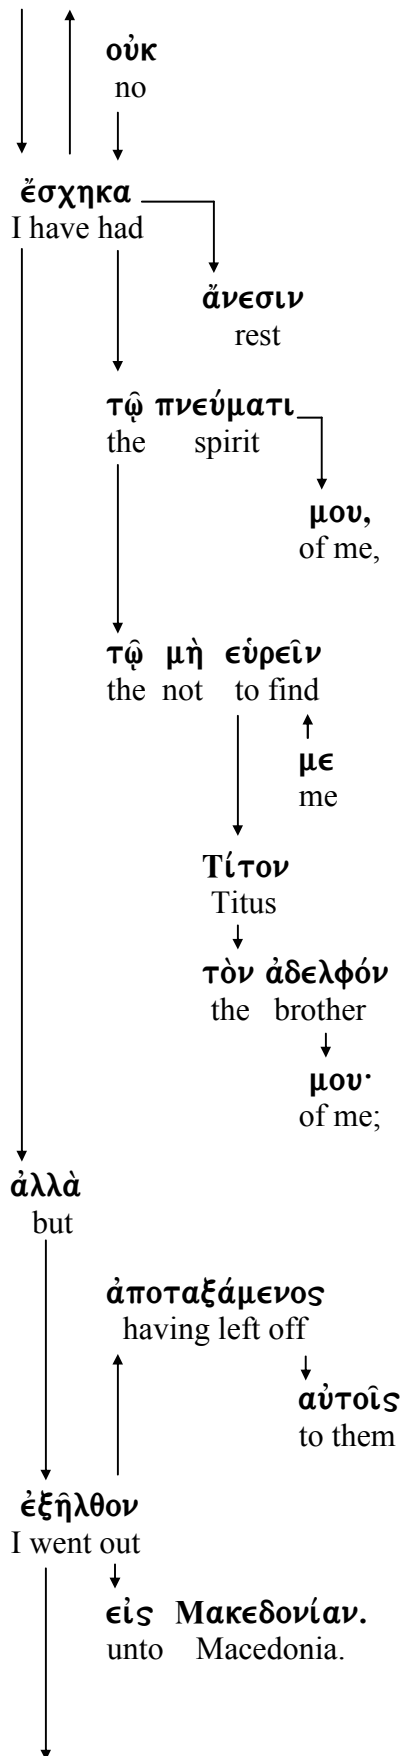 οὐκ
no
ἔσχηκα
I have had
ἄνεσιν
rest
τῷ πνεύματι
the spirit
μου,
of me,
τῷ μὴ εὑρεῖν
the not to find
με
me
Τίτον
Titus
τὸν ἀδελφόν
the brother
μου·
of me;
ἀλλὰ
but
ἀποταξάμενος
having left off
αὐτοῖς
to them
ἐξῆλθον
I went out
εἰς Μακεδονίαν.
unto Macedonia.